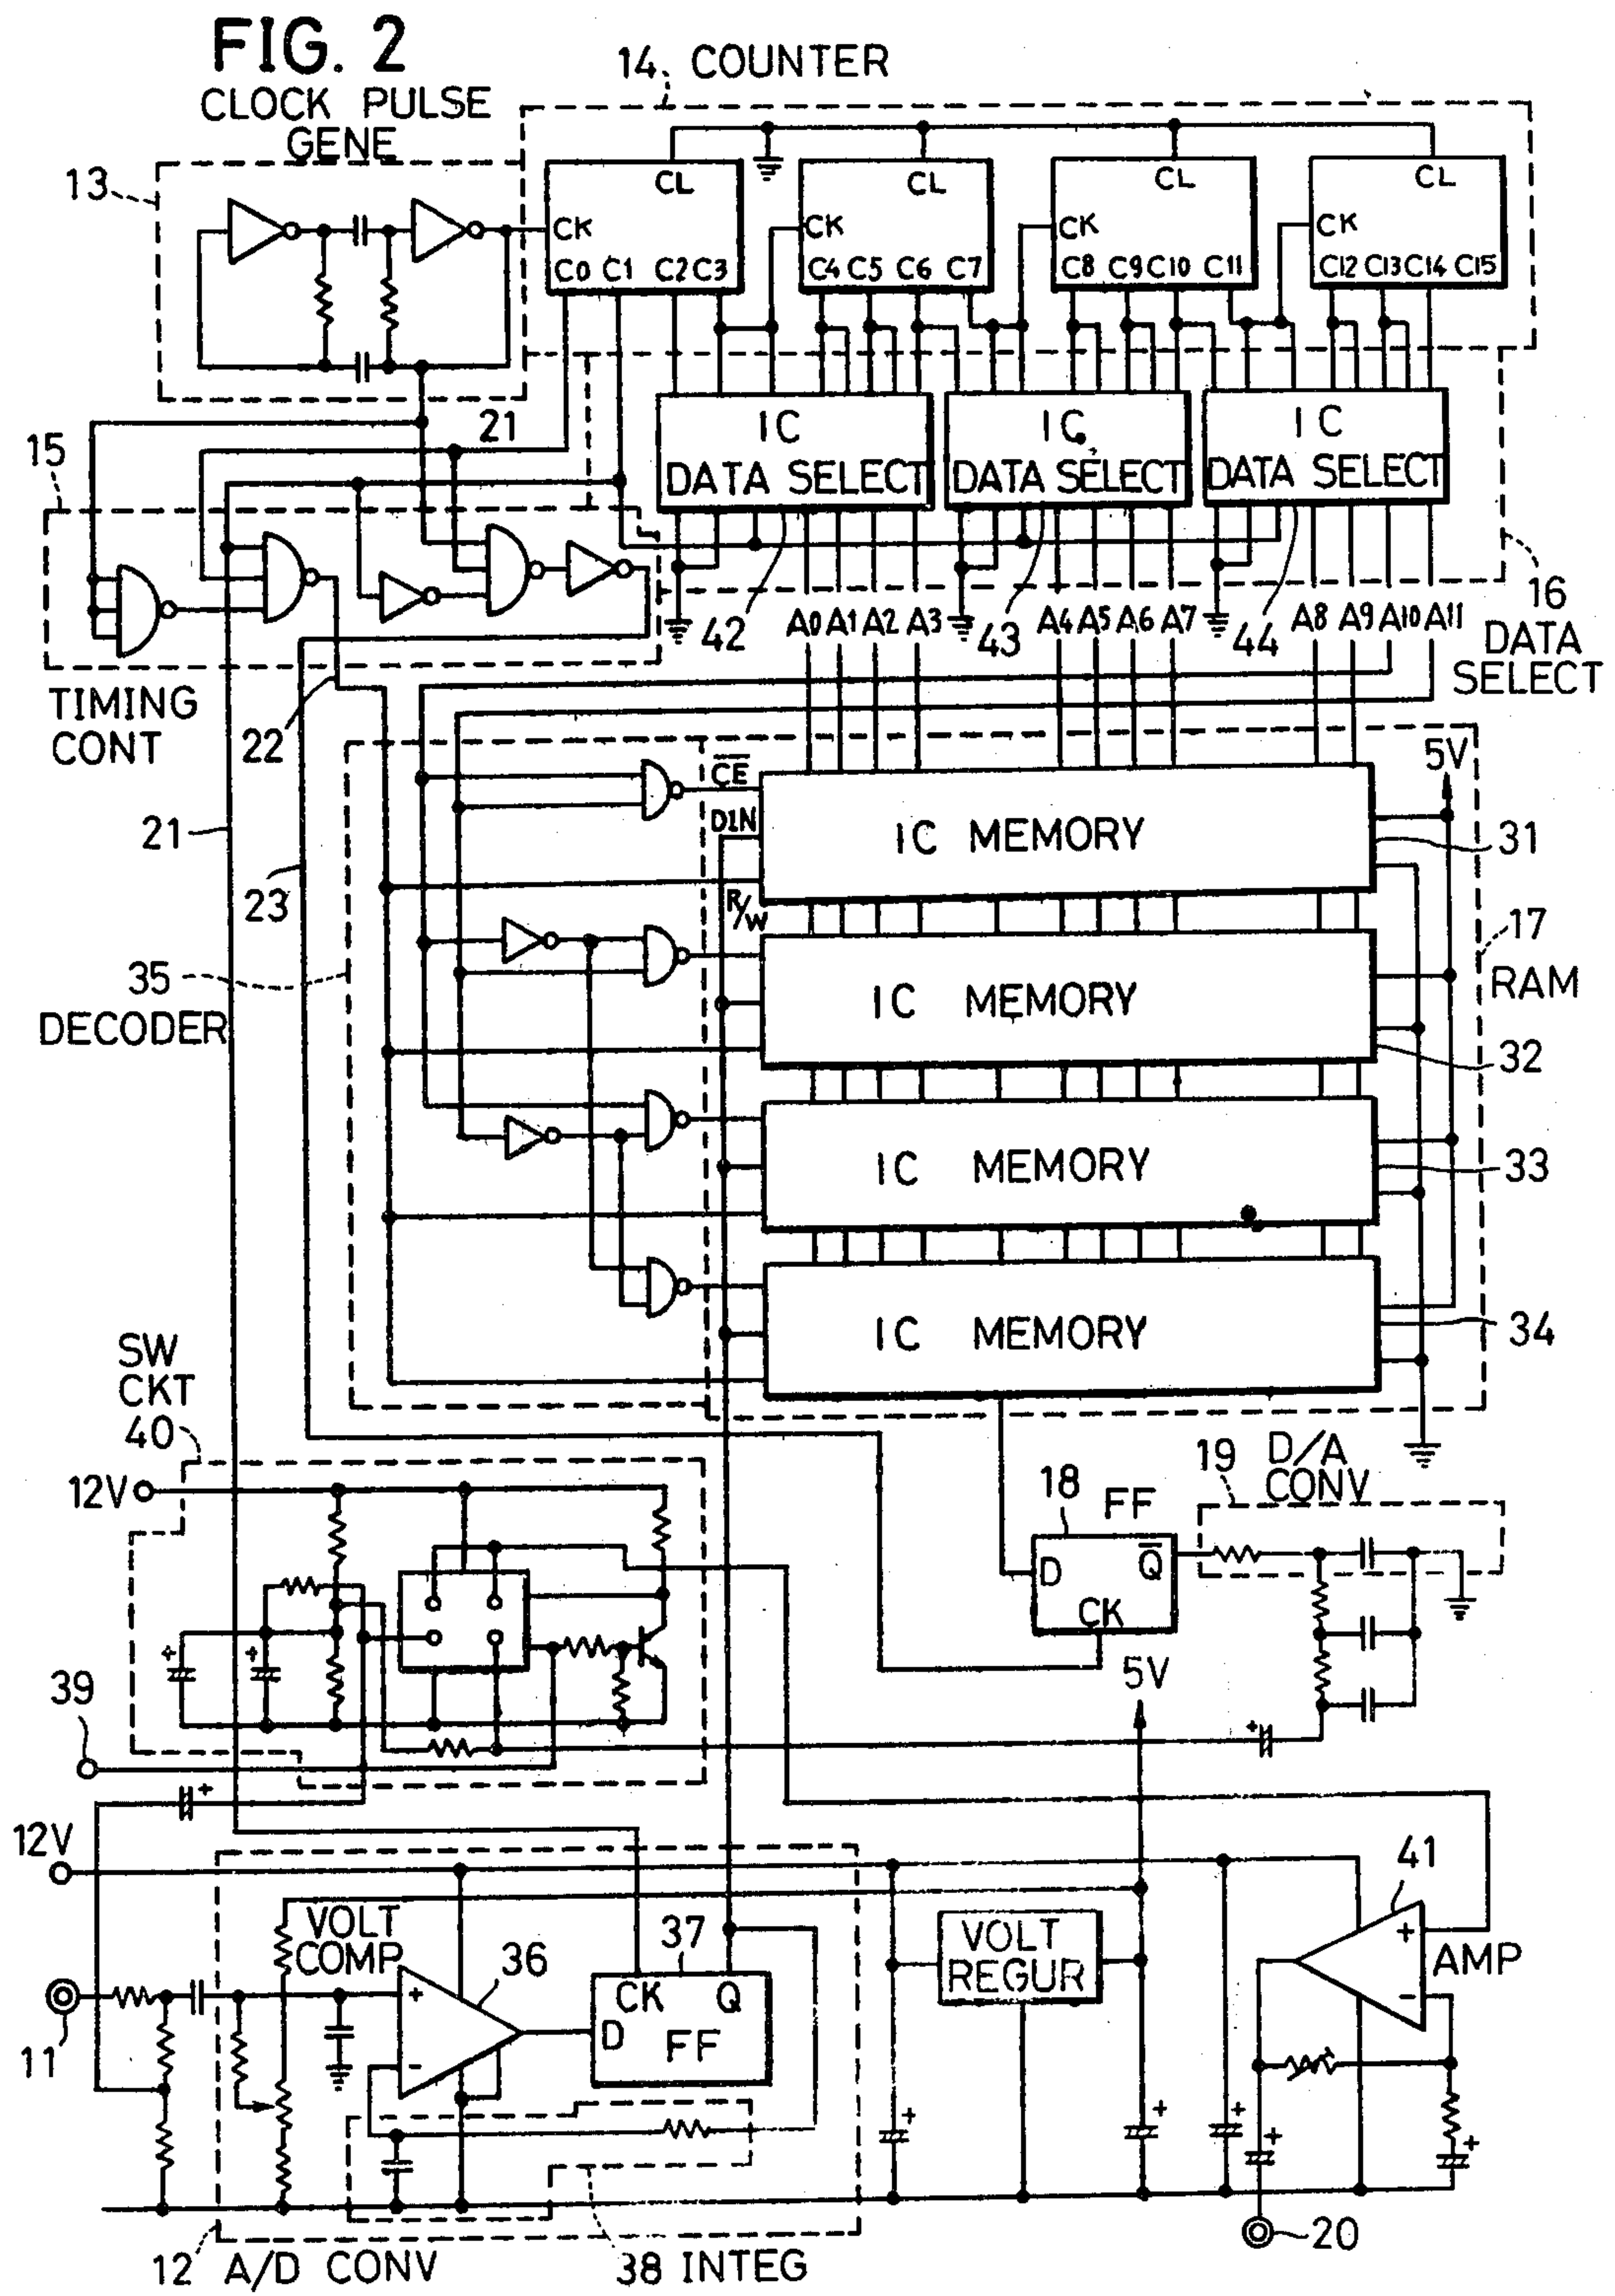 FIG. 2
14 COUNTER
CLOCK PULSE
GENE
13
CL CL CL CL
CK CK CK CK
C0 C1 C2 C3 C4 C5 C6 C7 C8 C9 C10 C11 C12 C13 C14 C15
21
15
IC
DATA SELECT
IC
DATA SELECT
IC
DATA SELECT
16
DATA
SELECT
42 A0 A1 A2 A3 43 A4 A5 A6 A7 44 A8 A9 A10 A11
TIMING
CONT
22
5V
C̅E̅
DIN
IC MEMORY
31
21
23
R/W
17
RAM
35
DECODER
IC MEMORY
32
IC MEMORY
33
IC MEMORY
34
SW
CKT
40
12V
19 D/A
CONV
18 FF
D Q̅
CK
39
5V
12V
41
+
AMP
-
VOLT
COMP
36
37
+
-
CK Q
D
FF
VOLT
REGUR
11
20
12 A/D CONV
38 INTEG